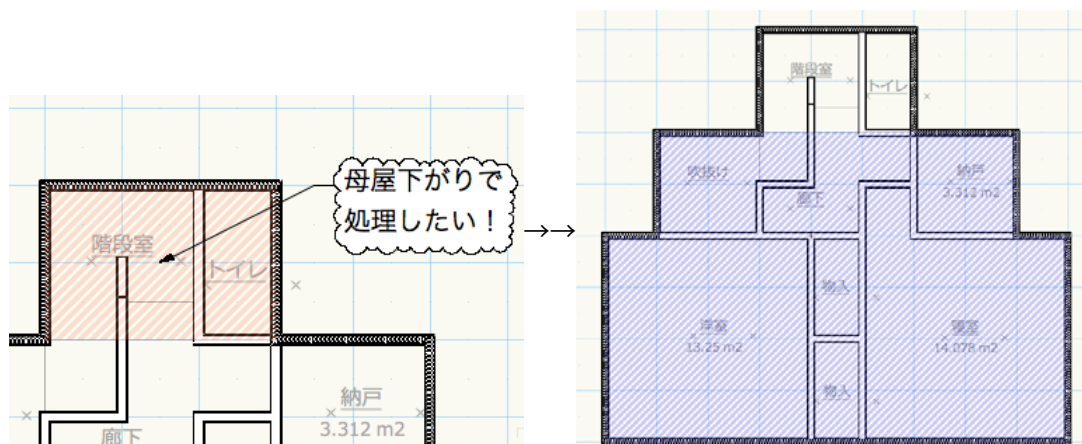 母屋下がりで
処理したい！
階段室
トイレ
納戸
3.312 m2
廊下
→→
階段室
トイレ
吹抜け
納戸
3.312 m2
廊下
物入
洋室
13.25 m2
寝室
14.078 m2
物入